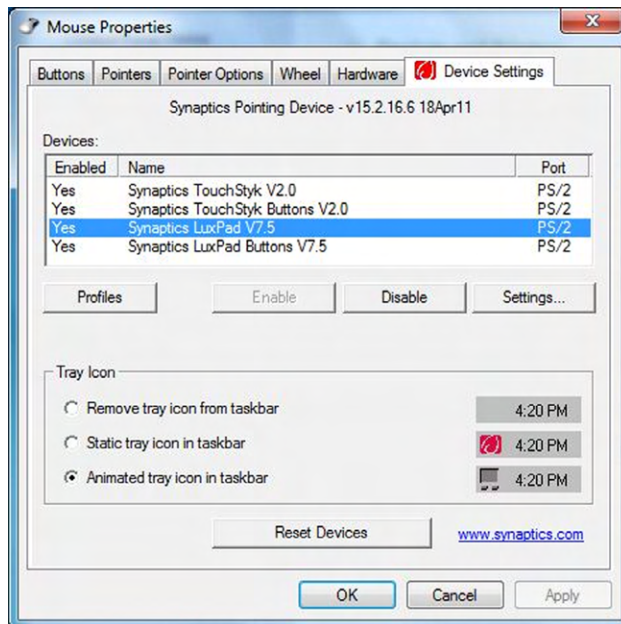 Mouse Properties
Buttons Pointers Pointer Options Wheel Hardware Device Settings
Synaptics Pointing Device - v15.2.16.6 18Apr11
Devices:
Enabled Name Port
Yes Synaptics TouchStyk V2.0 PS/2
Yes Synaptics TouchStyk Buttons V2.0 PS/2
Yes Synaptics LuxPad V7.5 PS/2
Yes Synaptics LuxPad Buttons V7.5 PS/2
Profiles Enable Disable Settings...
Tray Icon
Remove tray icon from taskbar 4:20 PM
Static tray icon in taskbar 4:20 PM
Animated tray icon in taskbar 4:20 PM
Reset Devices www.synaptics.com
OK Cancel Apply